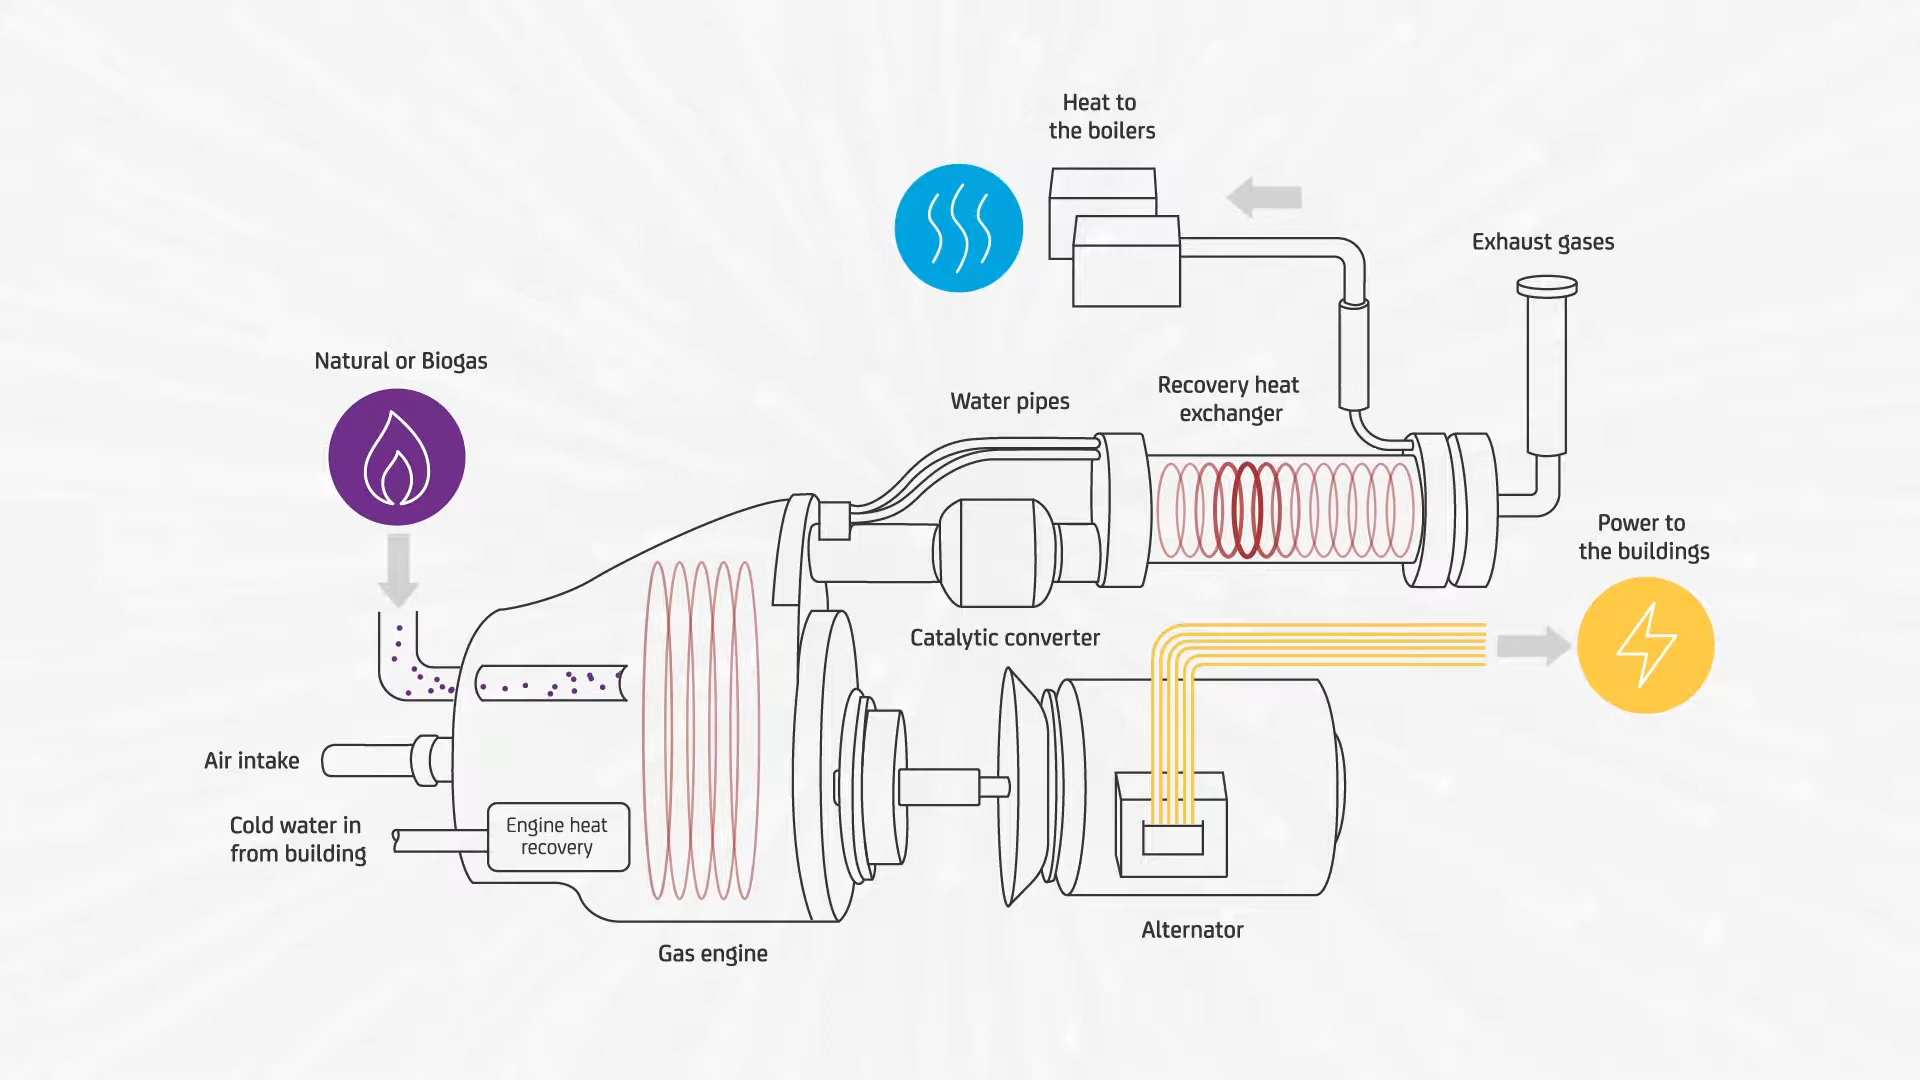 Heat to
the boilers
Exhaust gases
Natural or Biogas
Recovery heat
exchanger
Water pipes
Power to
the buildings
Catalytic converter
Air intake
Cold water in
from building
Engine heat
recovery
Alternator
Gas engine